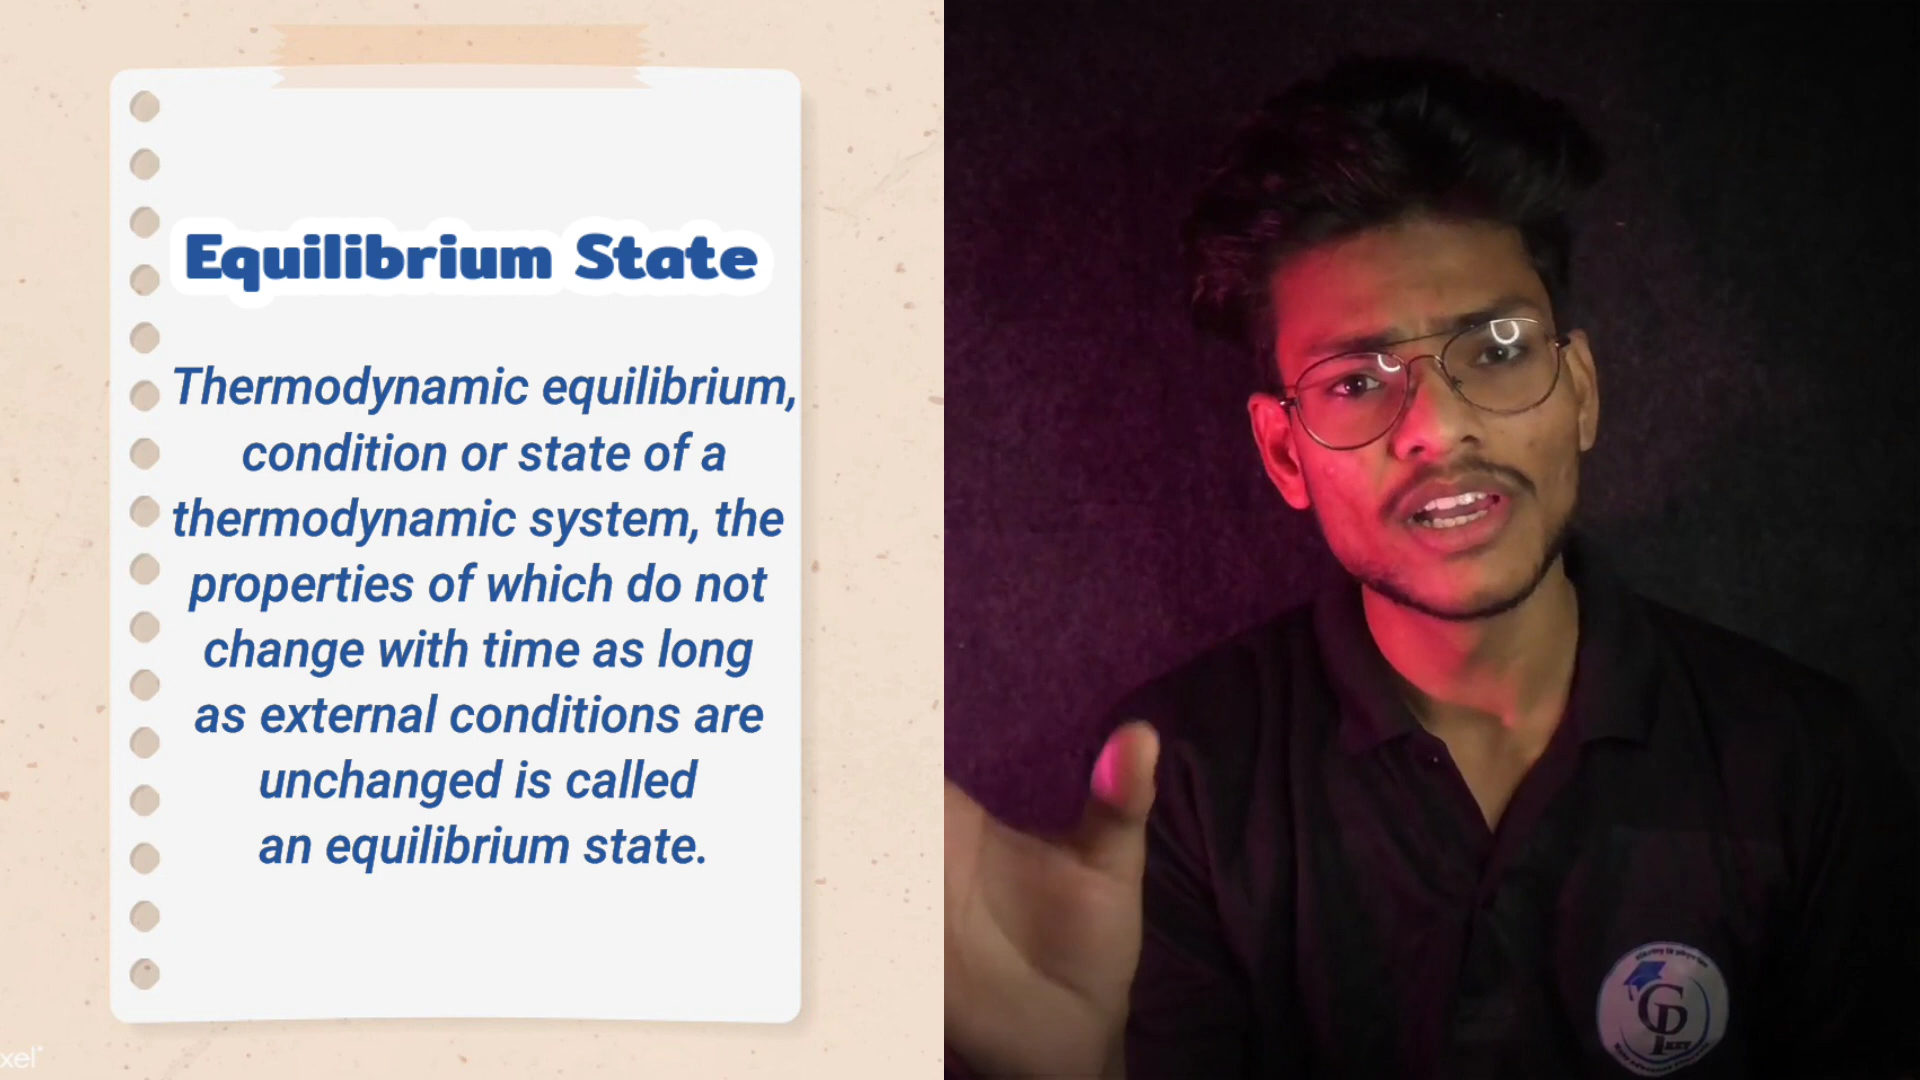 Equilibrium State
Thermodynamic equilibrium,
condition or state of a
thermodynamic system, the
properties of which do not
change with time as long
as external conditions are
unchanged is called
an equilibrium state.
xel